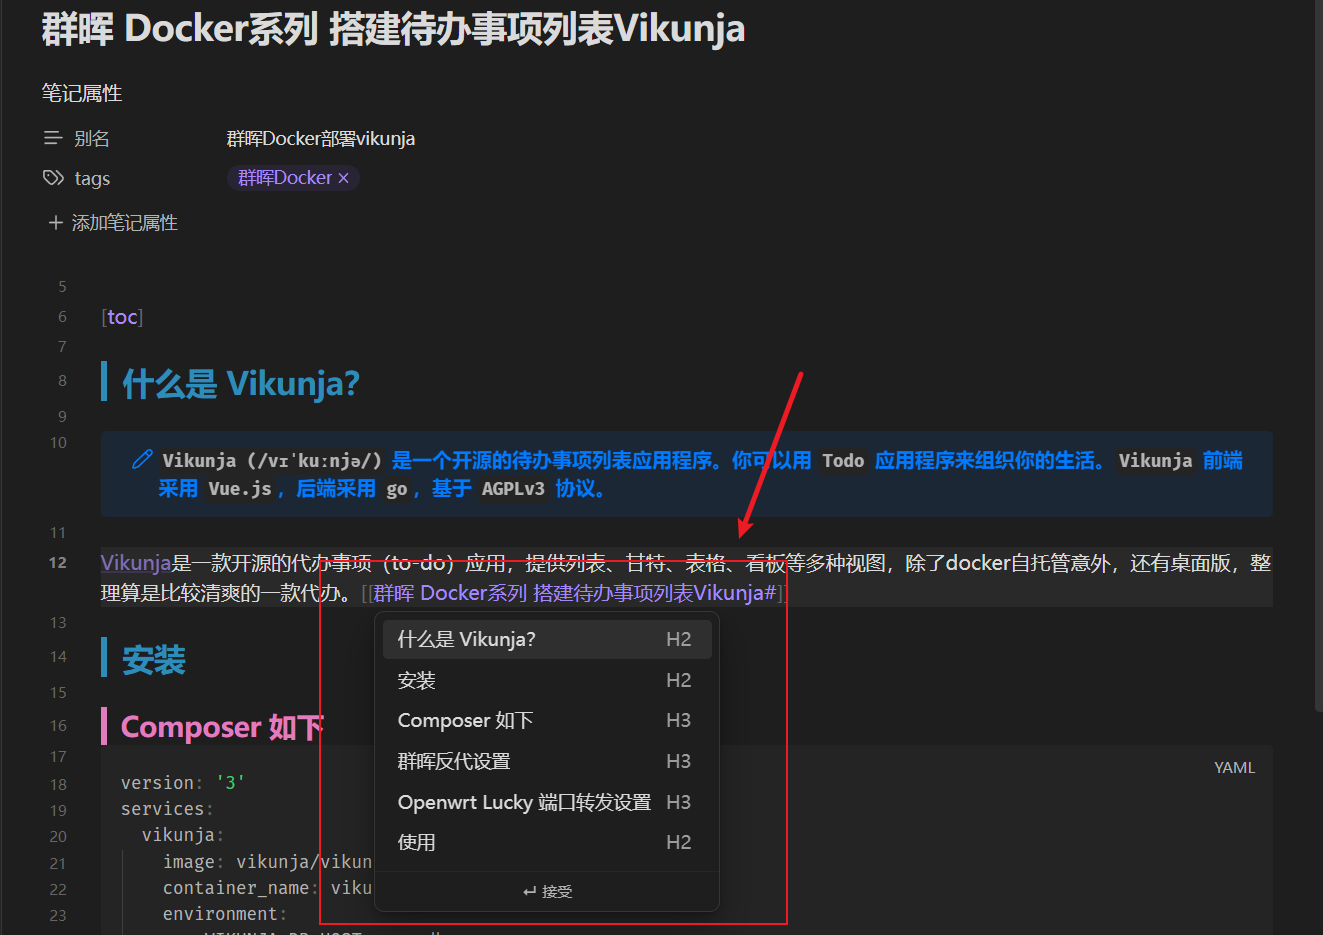 群晖 Docker系列 搭建待办事项列表Vikunja
笔记属性
别名 群晖Docker部署vikunja
tags 群晖Docker ×
+ 添加笔记属性
5
6 [toc]
7
8 什么是 Vikunja?
9
10 Vikunja (/vɪˈkuːnjə/) 是一个开源的待办事项列表应用程序。你可以用 Todo 应用程序来组织你的生活。 Vikunja 前端
采用 Vue.js，后端采用 go，基于 AGPLv3 协议。
11
12 Vikunja是一款开源的代办事项（to-do）应用，提供列表、甘特、表格、看板等多种视图，除了docker自托管意外，还有桌面版，整
理算是比较清爽的一款代办。[[群晖 Docker系列 搭建待办事项列表Vikunja#]]
什么是 Vikunja? H2
安装 H2
Composer 如下 H3
群晖反代设置 H3
Openwrt Lucky 端口转发设置 H3
使用 H2
↵ 接受
13
14 安装
15
16 Composer 如下
17
YAML
18 version: '3'
19 services:
20 vikunja:
21 image: vikunja/vikun
22 container_name: viku
23 environment: